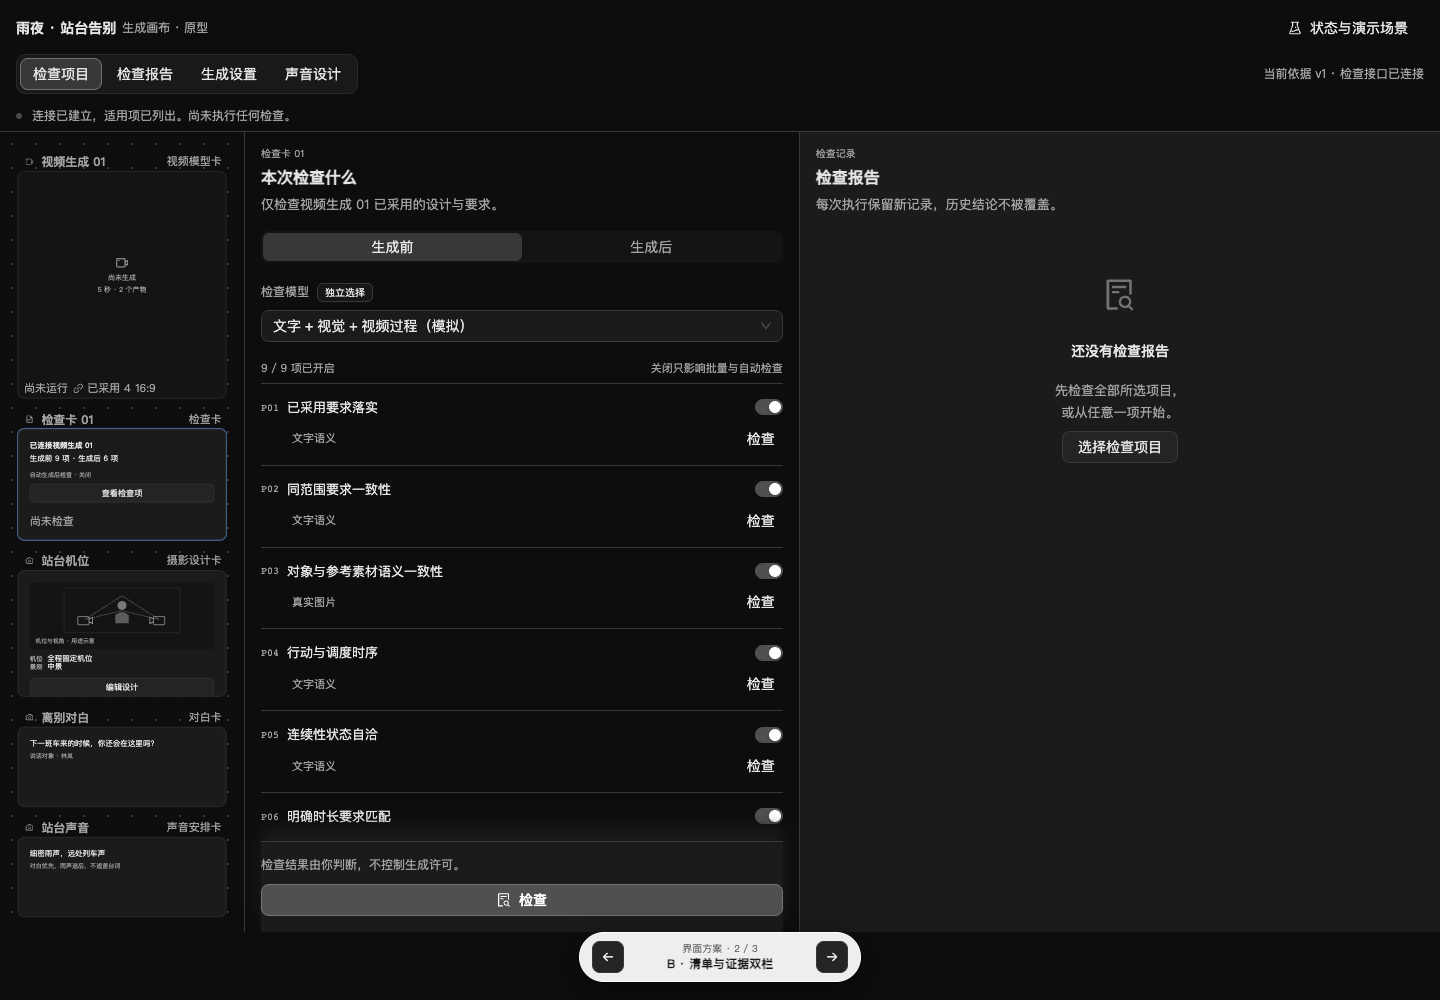 雨夜 · 站台告别 生成画布 · 原型
状态与演示场景
检查项目 检查报告 生成设置 声音设计
当前依据 v1 · 检查接口已连接
连接已建立，适用项已列出。尚未执行任何检查。
视频生成 01 视频模型卡
尚未生成
5 秒 · 2 个产物
尚未运行 已采用 4 16:9
检查卡 01 检查卡
已连接视频生成 01
生成前 9 项 · 生成后 6 项
自动生成后检查 · 关闭
查看检查项
尚未检查
站台机位 摄影设计卡
机位与视角 · 用途示意
机位 全程固定机位
景别 中景
编辑设计
离别对白 对白卡
下一班车来的时候，你还会在这里吗？
说话对象 · 林岚
站台声音 声音安排卡
细密雨声，远处列车声
对白优先，雨声退后，不遮盖台词
检查卡 01
本次检查什么
仅检查视频生成 01 已采用的设计与要求。
生成前 生成后
检查模型 独立选择
文字 + 视觉 + 视频过程（模拟）
9 / 9 项已开启 关闭只影响批量与自动检查
P01 已采用要求落实
文字语义 检查
P02 同范围要求一致性
文字语义 检查
P03 对象与参考素材语义一致性
真实图片 检查
P04 行动与调度时序
文字语义 检查
P05 连续性状态自洽
文字语义 检查
P06 明确时长要求匹配
检查结果由你判断，不控制生成许可。
检查
检查记录
检查报告
每次执行保留新记录，历史结论不被覆盖。
还没有检查报告
先检查全部所选项目，
或从任意一项开始。
选择检查项目
界面方案 · 2 / 3
B · 清单与证据双栏